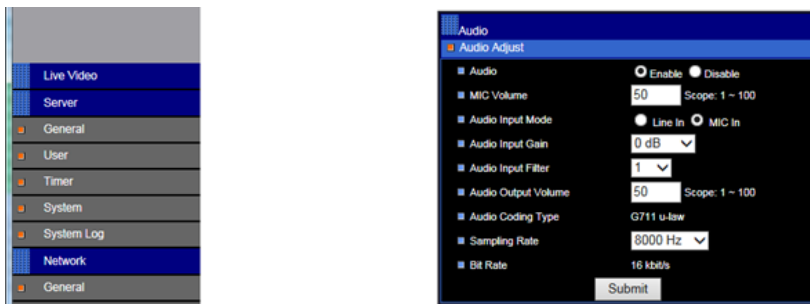 Live Video
Server
General
User
Timer
System
System Log
Network
General
Audio
Audio Adjust
Audio Enable Disable
MIC Volume 50 Scope: 1 ~ 100
Audio Input Mode Line In MIC In
Audio Input Gain 0 dB
Audio Input Filter 1
Audio Output Volume 50 Scope: 1 ~ 100
Audio Coding Type G711 u-law
Sampling Rate 8000 Hz
Bit Rate 16 kbit/s
Submit